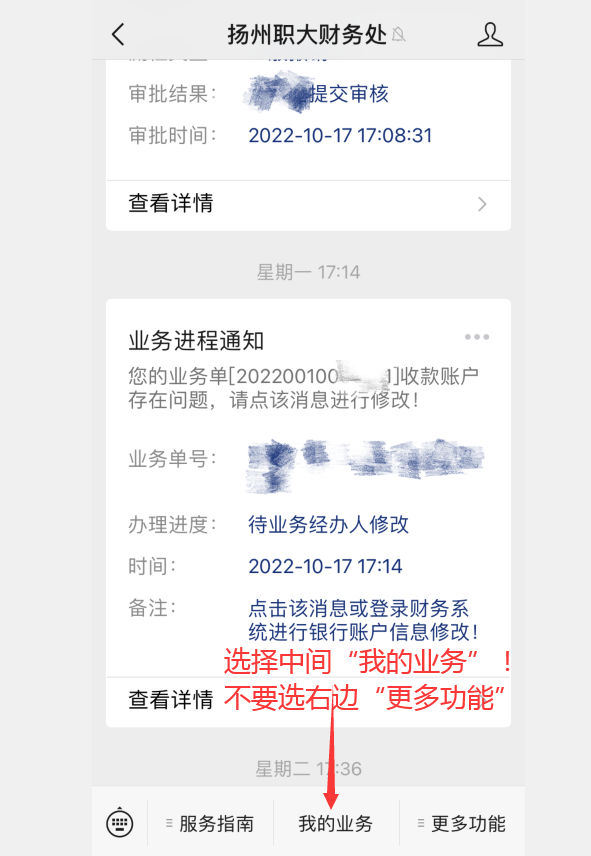 扬州职大财务处
审批结果：提交审核
审批时间：2022-10-17 17:08:31
查看详情
星期一 17:14
业务进程通知
您的业务单[202200100 1]收款账户
存在问题，请点该消息进行修改！
业务单号：
办理进度：待业务经办人修改
时间：2022-10-17 17:14
备注：点击该消息或登录财务系
统进行银行账户信息修改！
选择中间“我的业务”！
查看详情 不要选右边“更多功能”
星期二 17:36
服务指南 我的业务 更多功能